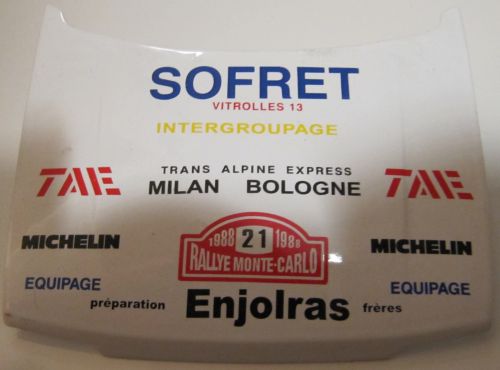 SOFRET
VITROLLES 13
INTERGROUPAGE
TRANS ALPINE EXPRESS
TAE MILAN BOLOGNE TAE
MICHELIN MICHELIN
1988 21 1988
RALLYE MONTE-CARLO
EQUIPAGE EQUIPAGE
préparation Enjolras frères